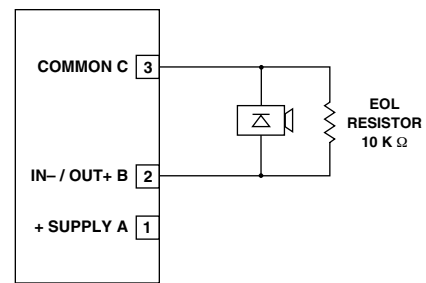 COMMON C 3
EOL
RESISTOR
10 K Ω
IN– / OUT+ B 2
+ SUPPLY A 1